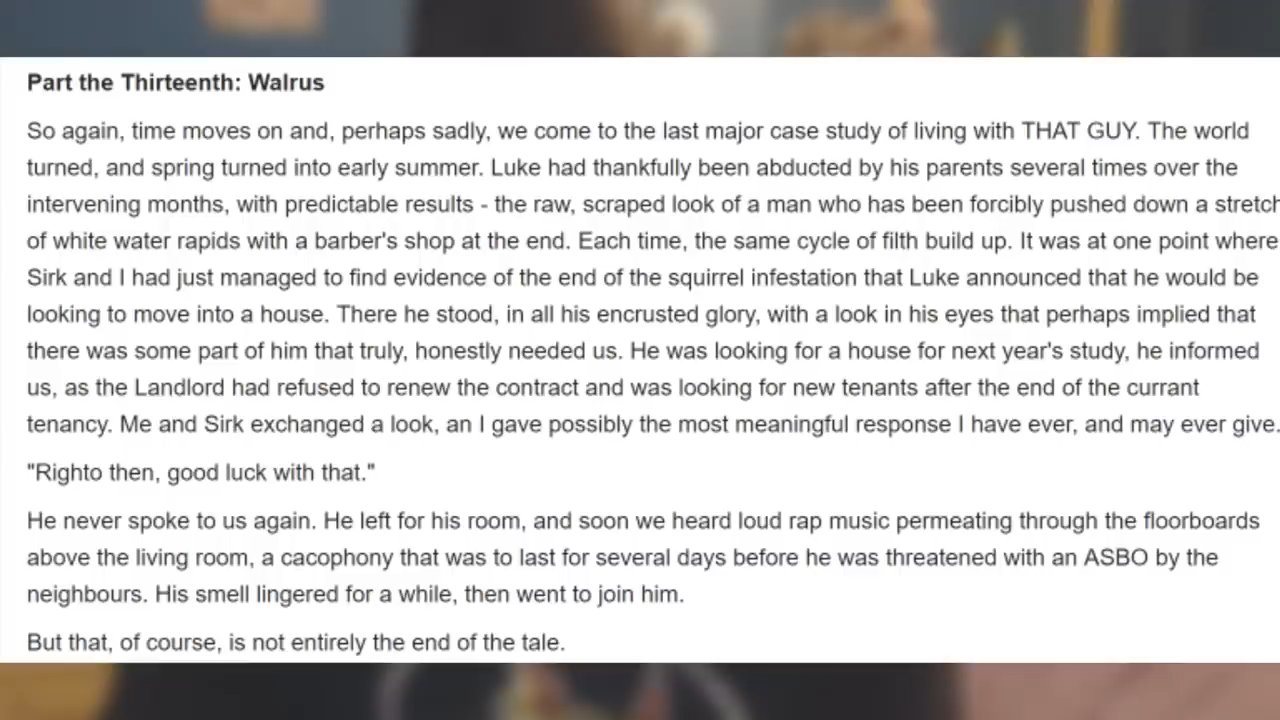 Part the Thirteenth: Walrus
So again, time moves on and, perhaps sadly, we come to the last major case study of living with THAT GUY. The world
turned, and spring turned into early summer. Luke had thankfully been abducted by his parents several times over the
intervening months, with predictable results - the raw, scraped look of a man who has been forcibly pushed down a stretch
of white water rapids with a barber's shop at the end. Each time, the same cycle of filth build up. It was at one point where
Sirk and I had just managed to find evidence of the end of the squirrel infestation that Luke announced that he would be
looking to move into a house. There he stood, in all his encrusted glory, with a look in his eyes that perhaps implied that
there was some part of him that truly, honestly needed us. He was looking for a house for next year's study, he informed
us, as the Landlord had refused to renew the contract and was looking for new tenants after the end of the currant
tenancy. Me and Sirk exchanged a look, an I gave possibly the most meaningful response I have ever, and may ever give.
"Righto then, good luck with that."
He never spoke to us again. He left for his room, and soon we heard loud rap music permeating through the floorboards
above the living room, a cacophony that was to last for several days before he was threatened with an ASBO by the
neighbours. His smell lingered for a while, then went to join him.
But that, of course, is not entirely the end of the tale.